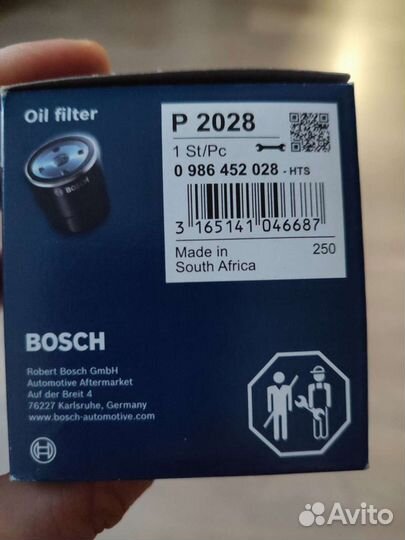 Oil filter
BOSCH
P 2028
1 St/Pc
0 986 452 028 - HTS
3 165141 046687
Made in
South Africa
250
BOSCH
Robert Bosch GmbH
Automotive Aftermarket
Auf der Breit 4
76227 Karlsruhe, Germany
www.bosch-automotive.com
Avito